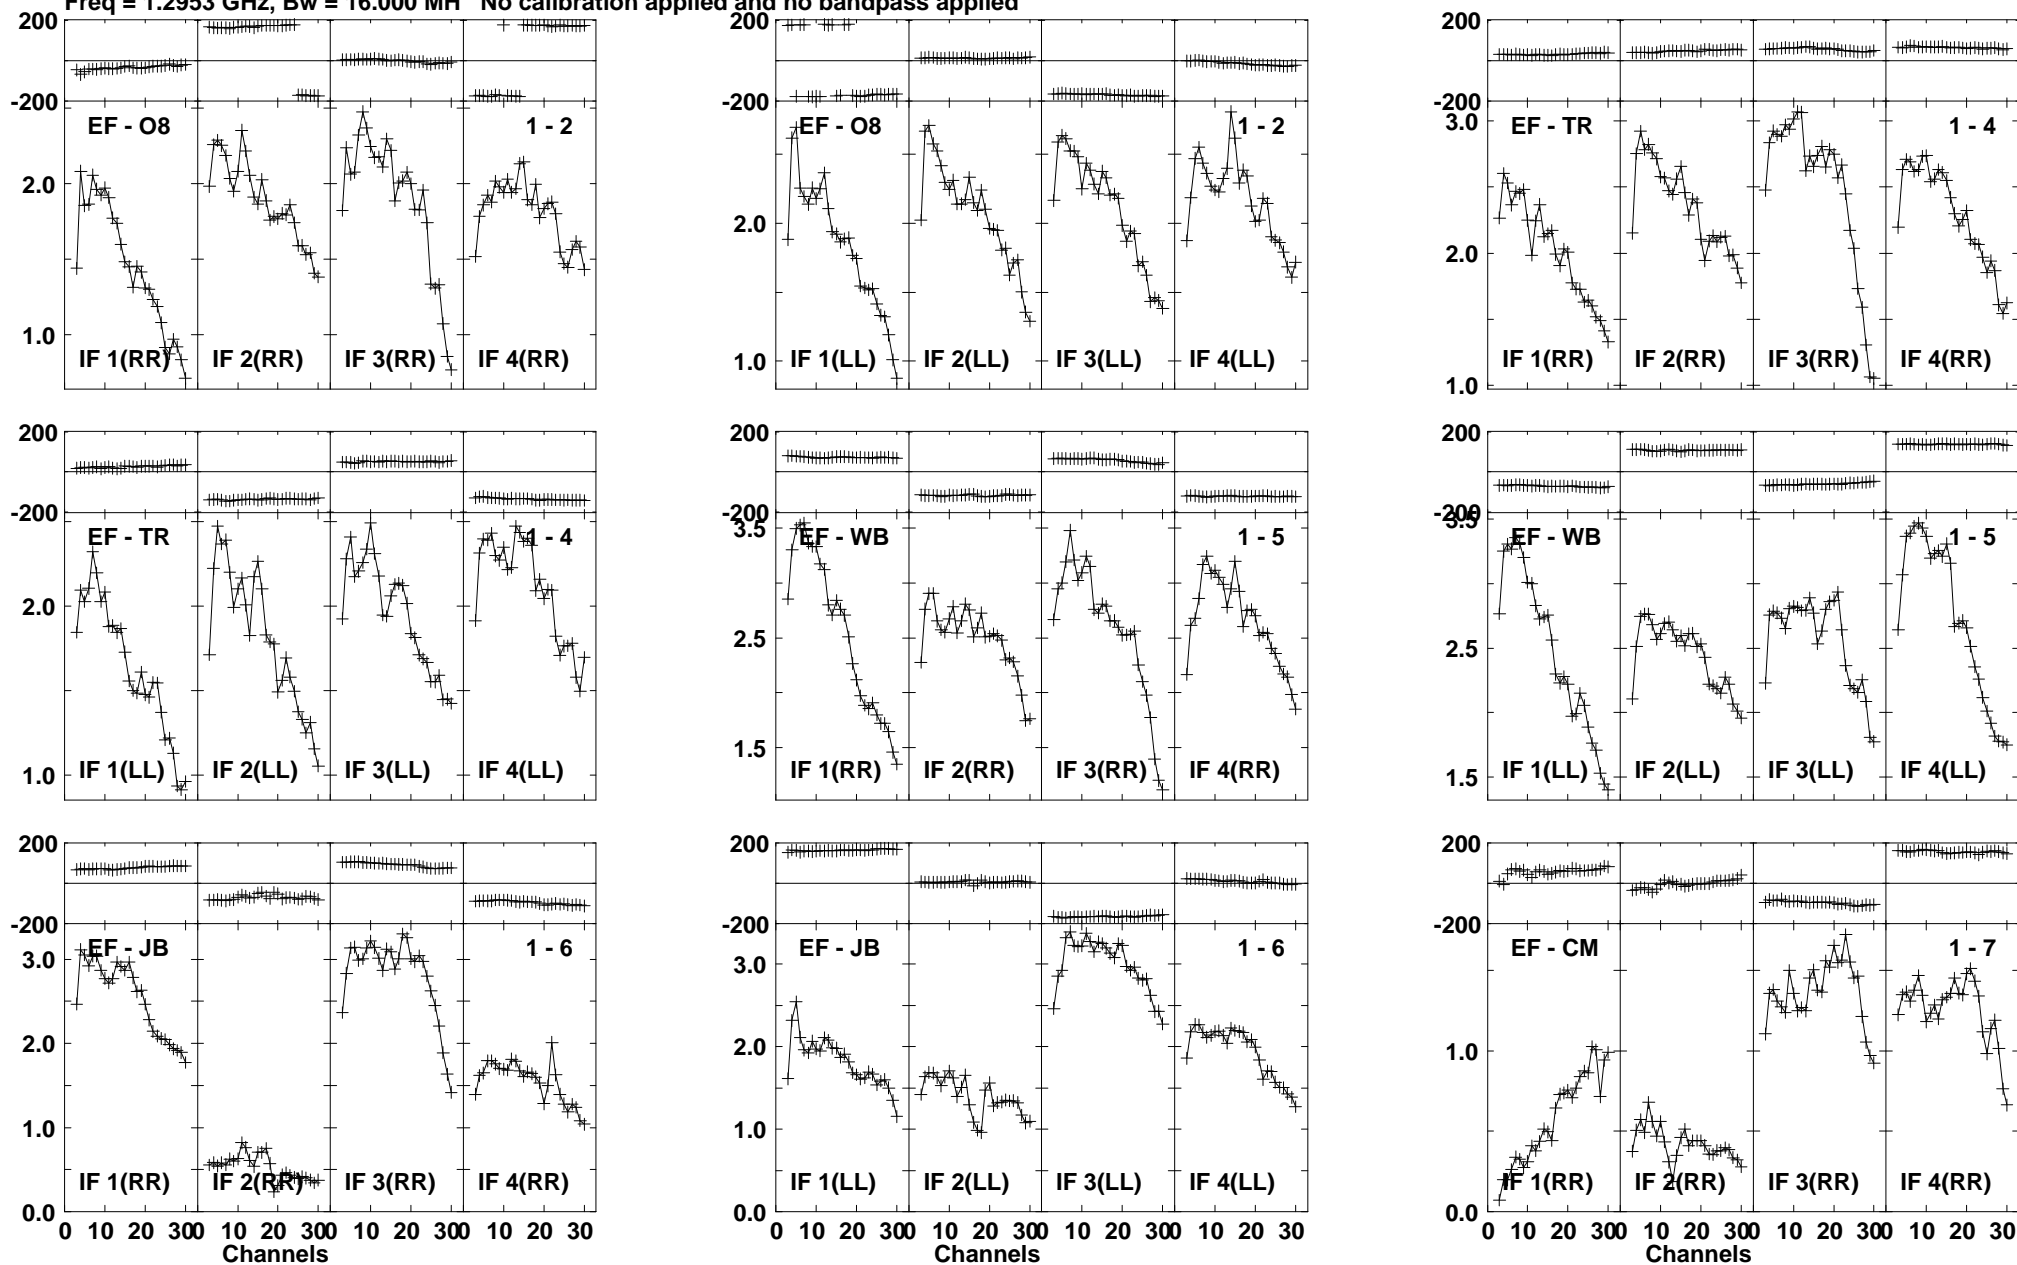 Freq = 1.2953 GHz, Bw = 16.000 MH No calibration applied and no bandpass applied
200 200 200
-200 -200 -200
EF - O8 1 - 2 EF - O8 1 - 2 EF - TR 1 - 4
3.0
2.0 2.0 2.0
1.0 1.0 1.0
IF 1(RR) IF 2(RR) IF 3(RR) IF 4(RR) IF 1(LL) IF 2(LL) IF 3(LL) IF 4(LL) IF 1(RR) IF 2(RR) IF 3(RR) IF 4(RR)
200 200 200
-200 -200 -200
EF - TR 1 - 4 EF - WB 1 - 5 EF - WB 1 - 5
3.5 3.5
2.0 2.5 2.5
1.0 1.5 1.5
IF 1(LL) IF 2(LL) IF 3(LL) IF 4(LL) IF 1(RR) IF 2(RR) IF 3(RR) IF 4(RR) IF 1(LL) IF 2(LL) IF 3(LL) IF 4(LL)
200 200 200
-200 -200 -200
EF - JB 1 - 6 EF - JB 1 - 6 EF - CM 1 - 7
3.0 3.0
2.0 2.0
1.0 1.0 1.0
IF 1(RR) IF 2(RR) IF 3(RR) IF 4(RR) IF 1(LL) IF 2(LL) IF 3(LL) IF 4(LL) IF 1(RR) IF 2(RR) IF 3(RR) IF 4(RR)
0.0 0.0 0.0
0 10 20 30 0 10 20 30 0 10 20 30 0 10 20 30 0 10 20 30 0 10 20 30 0 10 20 30 0 10 20 30 0 10 20 30 0 10 20 30 0 10 20 30 0 10 20 30
Channels Channels Channels